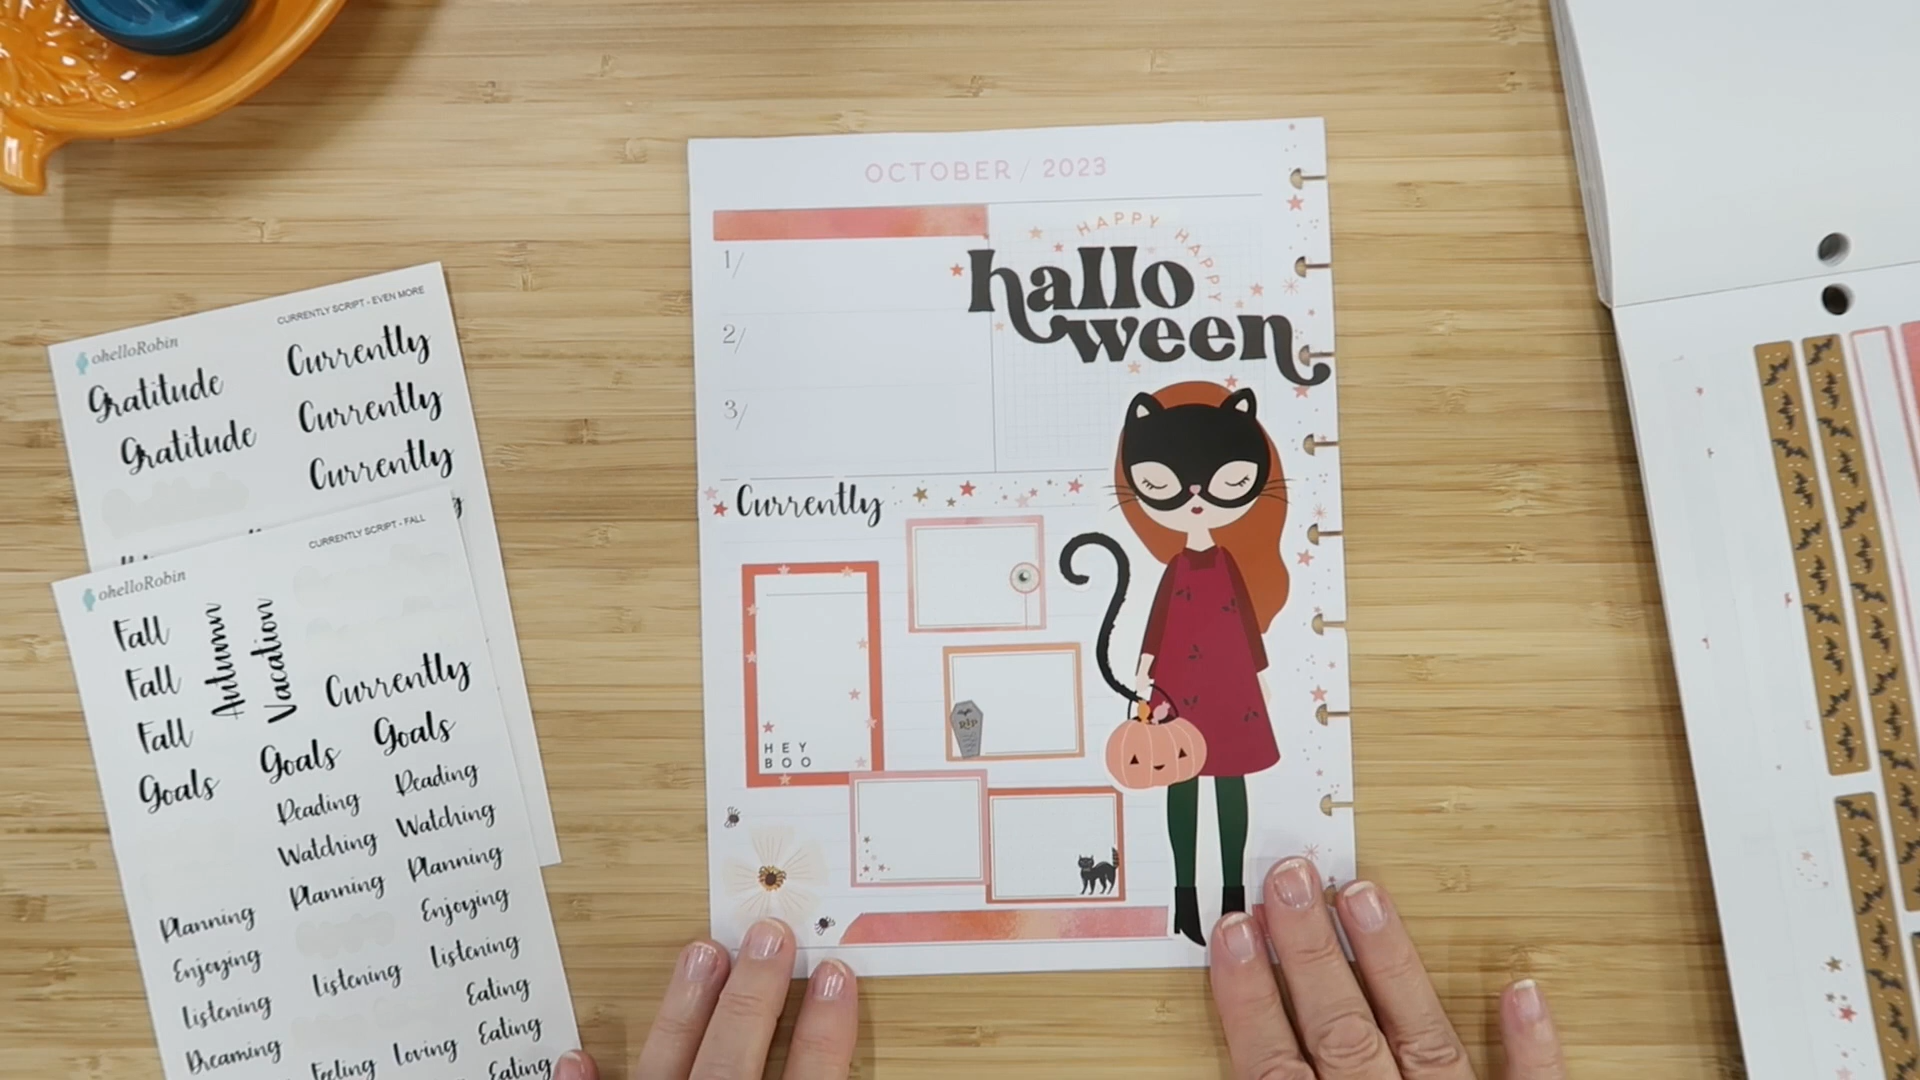 CURRENTLY SCRIPT - EVEN MORE
ohelloRobin
Gratitude
Currently
Gratitude
Currently
Currently
CURRENTLY SCRIPT - FALL
ohelloRobin
Fall
Fall
Fall
Autumn
Vacation
Currently
Goals
Goals
Goals
Reading
Reading
Watching
Watching
Planning
Planning
Planning
Enjoying
Enjoying
Listening
Listening
Listening
Eating
Dreaming
Feeling
Loving
Eating
Eating
OCTOBER / 2023
1/
2/
3/
HAPPY HAPPY
hallo
ween
Currently
RIP
HEY
BOO